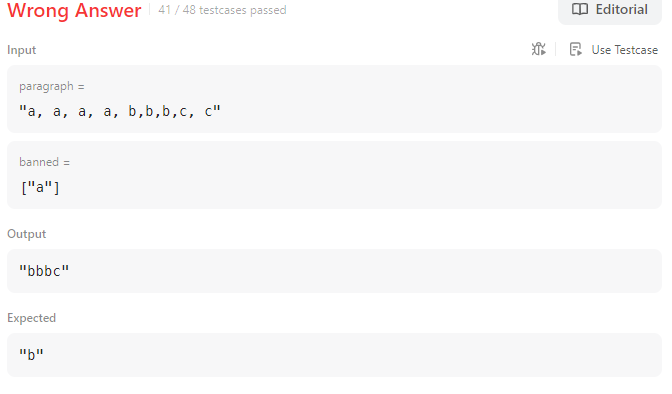 Wrong Answer 41 / 48 testcases passed Editorial
Input Use Testcase
paragraph =
"a, a, a, a, b,b,b,c, c"
banned =
["a"]
Output
"bbbc"
Expected
"b"